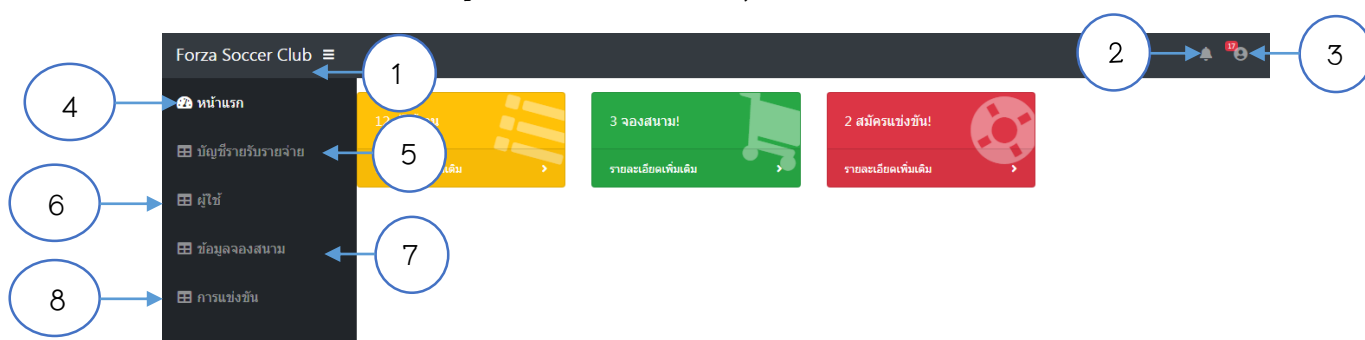 Forza Soccer Club
1
2
17
3
4
หน้าแรก
12
3 จองสนาม!
2 สมัครแข่งขัน!
บัญชีรายรับรายจ่าย
5
รายละเอียดเพิ่มเติม
รายละเอียดเพิ่มเติม
6
ผู้ใช้
ข้อมูลจองสนาม
7
8
การแข่งขัน